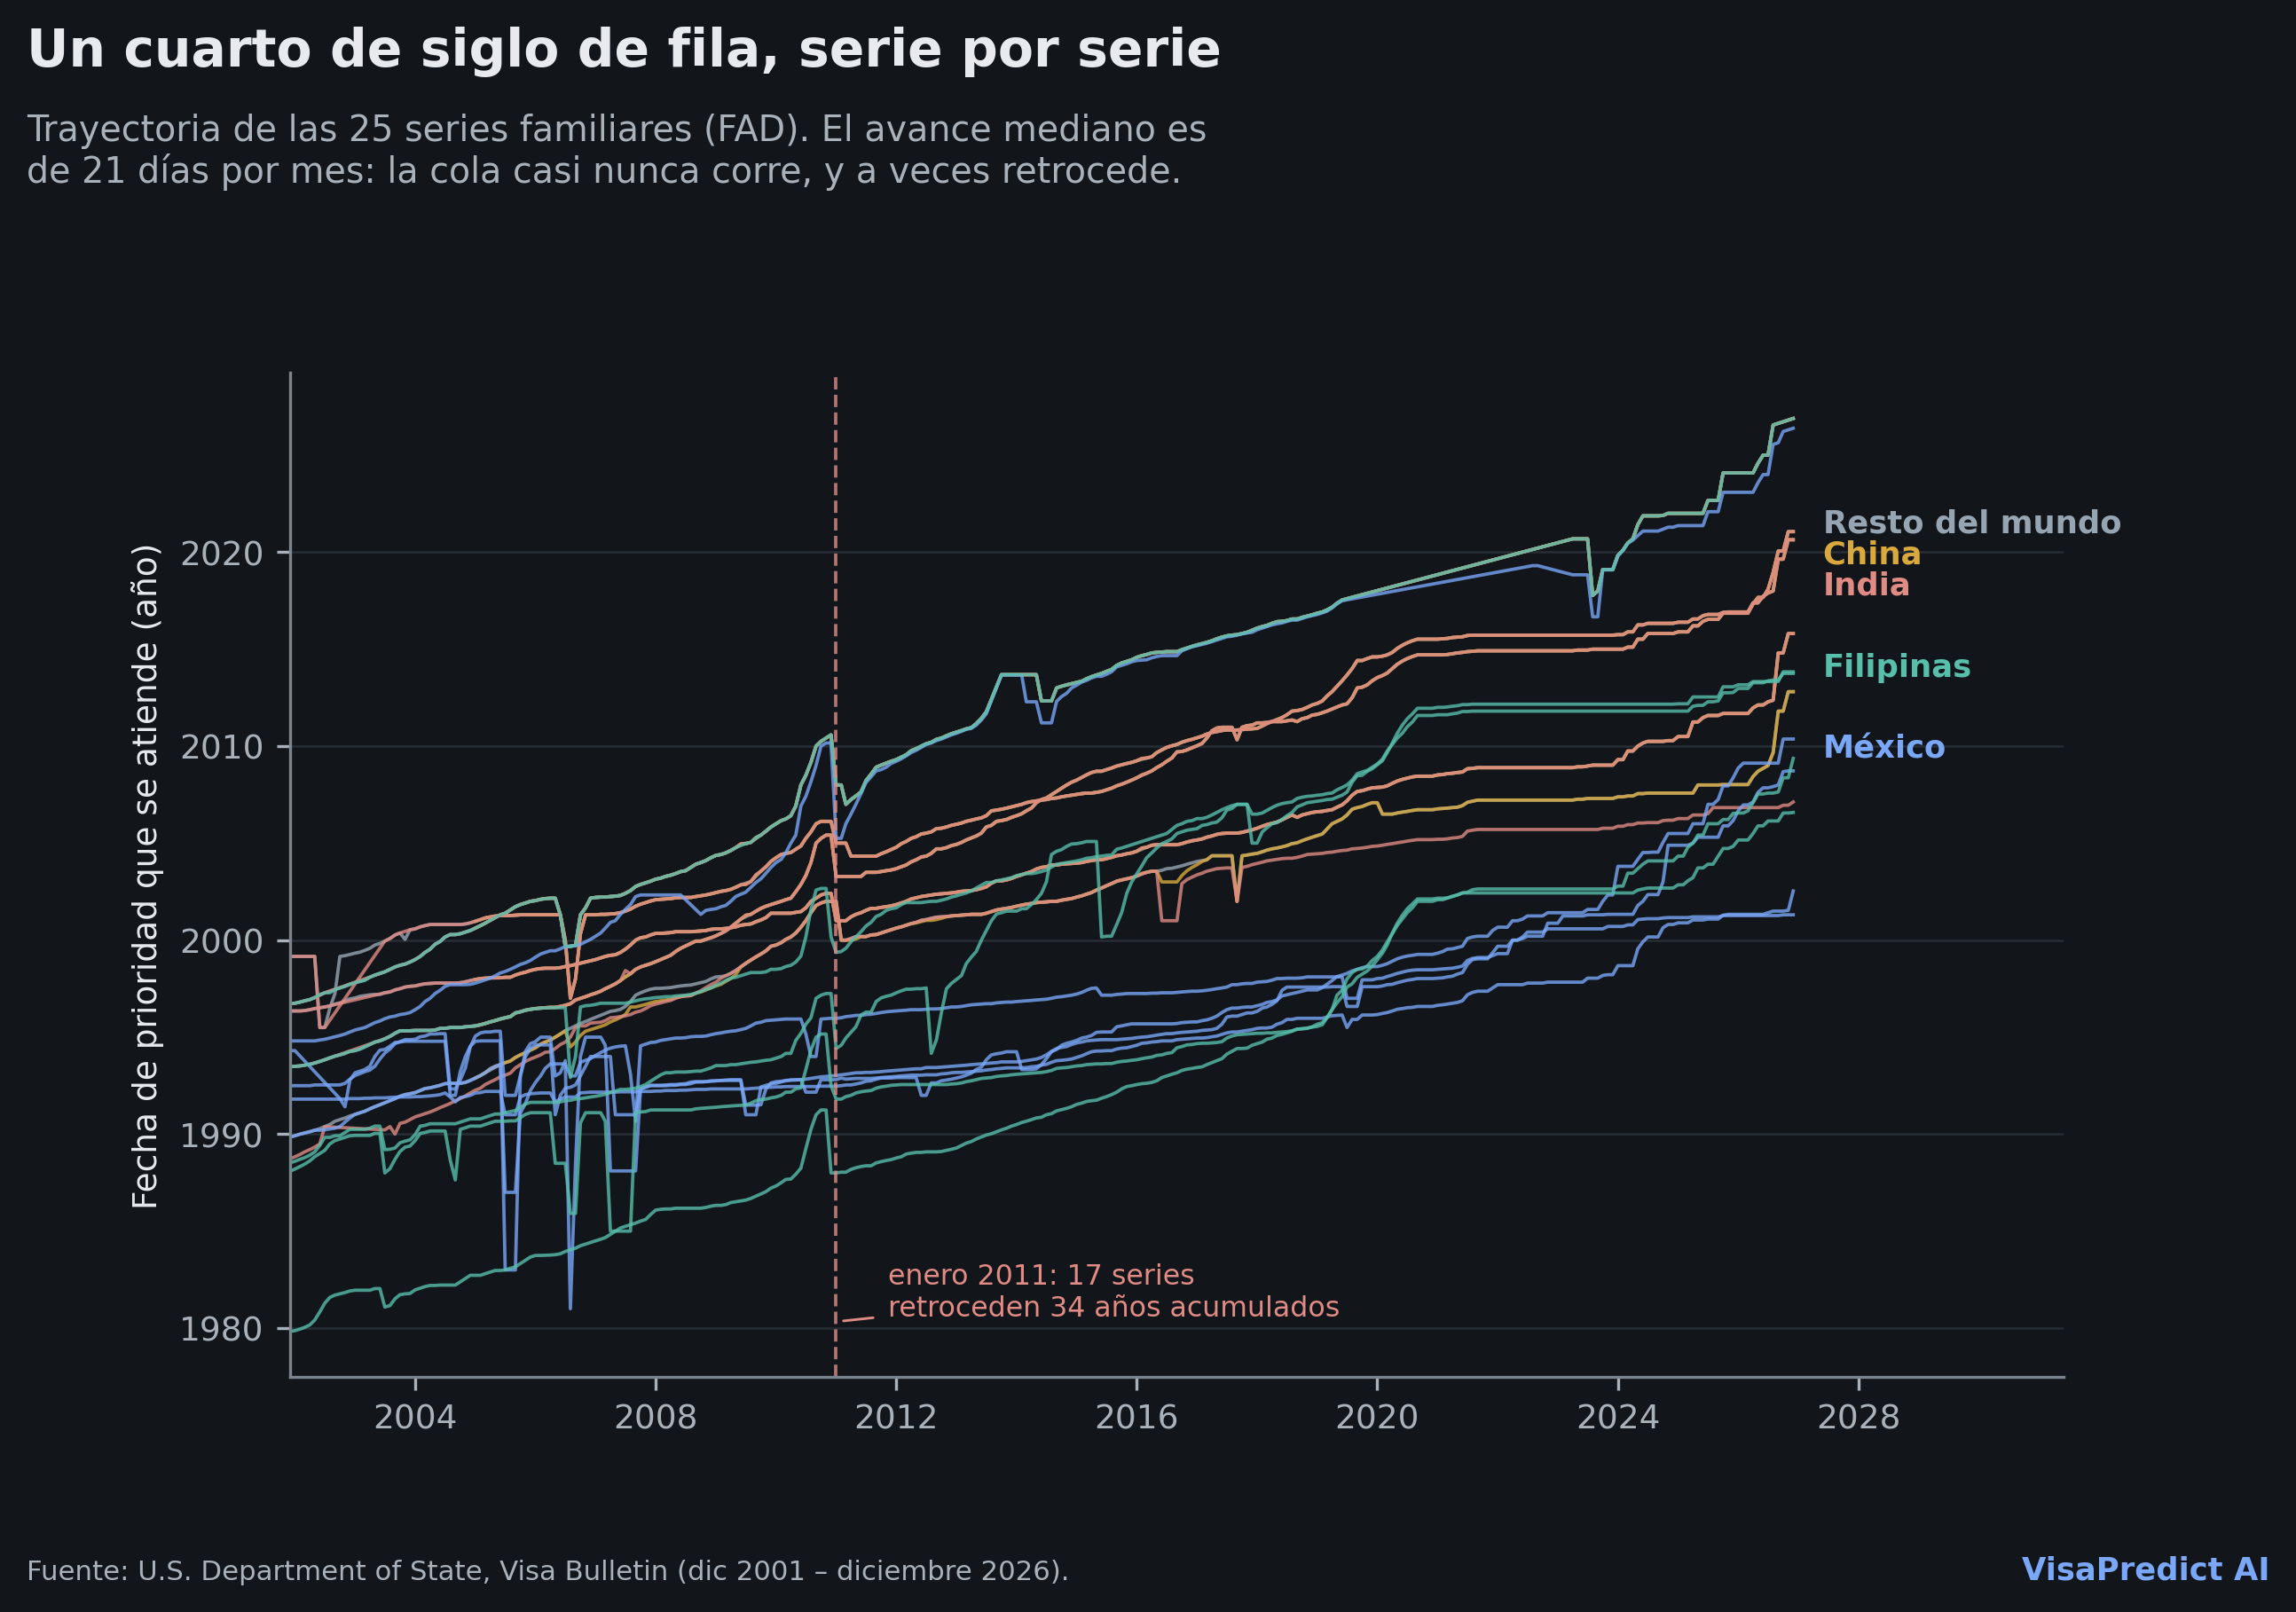 Un cuarto de siglo de fila, serie por serie
Trayectoria de las 25 series familiares (FAD). El avance mediano es
de 21 días por mes: la cola casi nunca corre, y a veces retrocede.
Fecha de prioridad que se atiende (año)
2020
2010
2000
1990
1980
Resto del mundo
China
India
Filipinas
México
enero 2011: 17 series
retroceden 34 años acumulados
2004
2008
2012
2016
2020
2024
2028
Fuente: U.S. Department of State, Visa Bulletin (dic 2001 – diciembre 2026).
VisaPredict AI